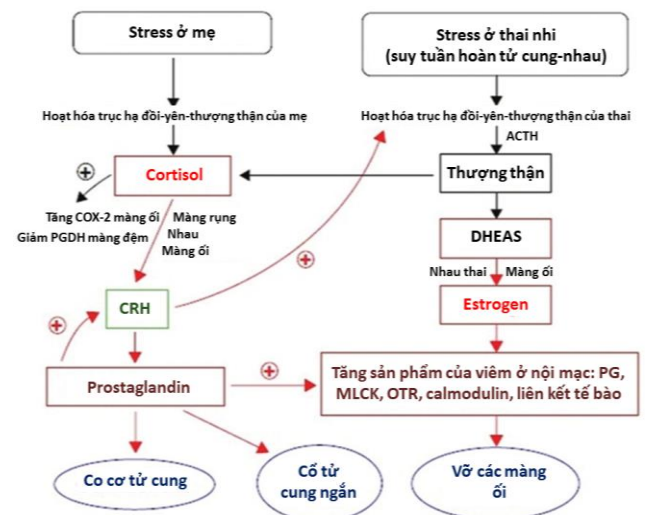 Stress ở mẹ
Stress ở thai nhi
(suy tuần hoàn tử cung-nhau)
Hoạt hóa trục hạ đồi-yên-thượng thận của mẹ
Hoạt hóa trục hạ đồi-yên-thượng thận của thai
ACTH
Cortisol
Thượng thận
Tăng COX-2 màng ối
Giảm PGDH màng đệm
Màng rụng
Nhau
Màng ối
DHEAS
Nhau thai
Màng ối
CRH
Estrogen
Prostaglandin
Tăng sản phẩm của viêm ở nội mạc: PG,
MLCK, OTR, calmodulin, liên kết tế bào
Co cơ tử cung
Cổ tử
cung ngắn
Vỡ các màng
ối